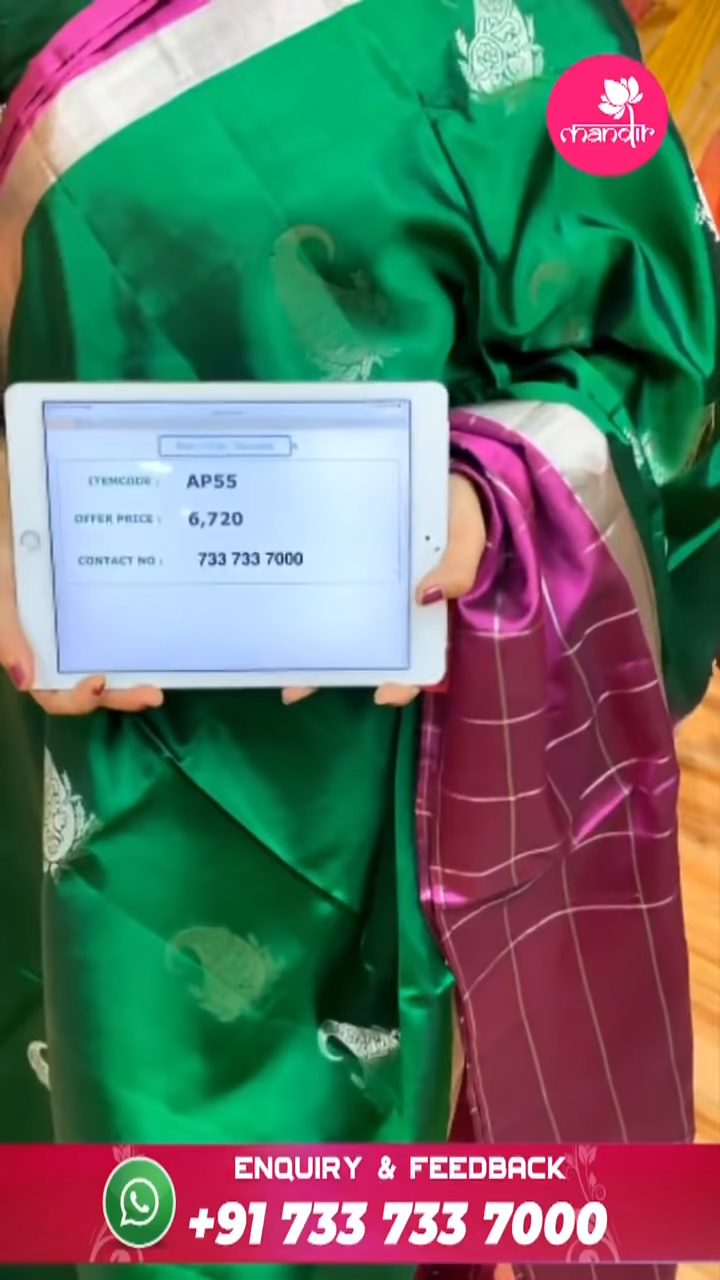 mandir
ITEMCODE : AP55
OFFER PRICE : 6,720
CONTACT NO : 733 733 7000
ENQUIRY & FEEDBACK
+91 733 733 7000